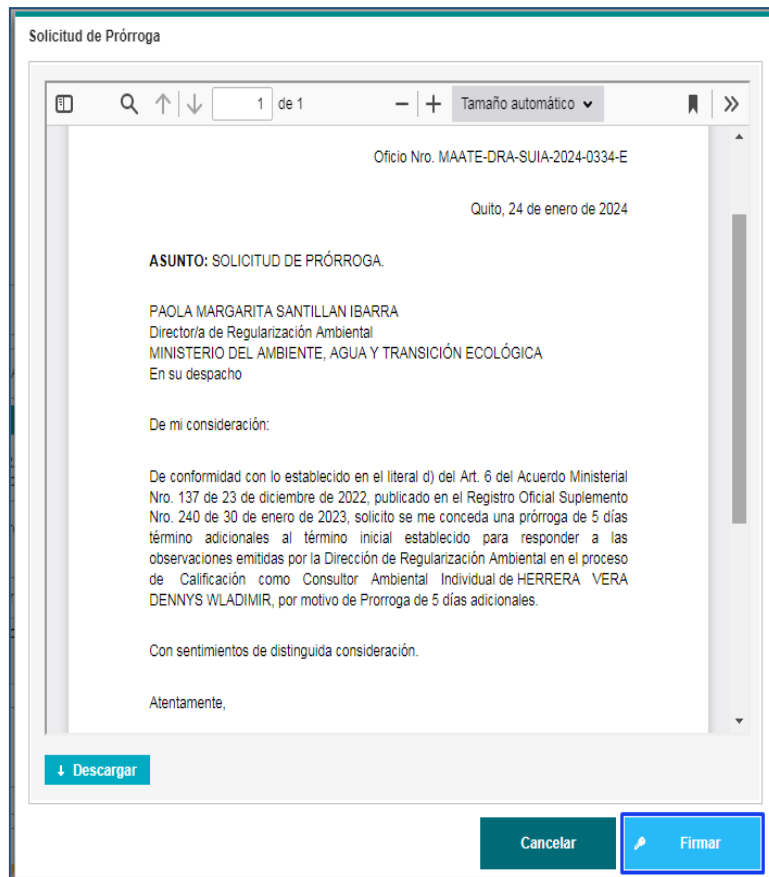 Solicitud de Prórroga
1 de 1
Tamaño automático
Oficio Nro. MAATE-DRA-SUIA-2024-0334-E
Quito, 24 de enero de 2024
ASUNTO: SOLICITUD DE PRÓRROGA.
PAOLA MARGARITA SANTILLAN IBARRA
Director/a de Regularización Ambiental
MINISTERIO DEL AMBIENTE, AGUA Y TRANSICIÓN ECOLÓGICA
En su despacho
De mi consideración:
De conformidad con lo establecido en el literal d) del Art. 6 del Acuerdo Ministerial
Nro. 137 de 23 de diciembre de 2022, publicado en el Registro Oficial Suplemento
Nro. 240 de 30 de enero de 2023, solicito se me conceda una prórroga de 5 días
término adicionales al término inicial establecido para responder a las
observaciones emitidas por la Dirección de Regularización Ambiental en el proceso
de Calificación como Consultor Ambiental Individual de HERRERA VERA
DENNYS WLADIMIR, por motivo de Prorroga de 5 días adicionales.
Con sentimientos de distinguida consideración.
Atentamente,
Descargar
Cancelar
Firmar